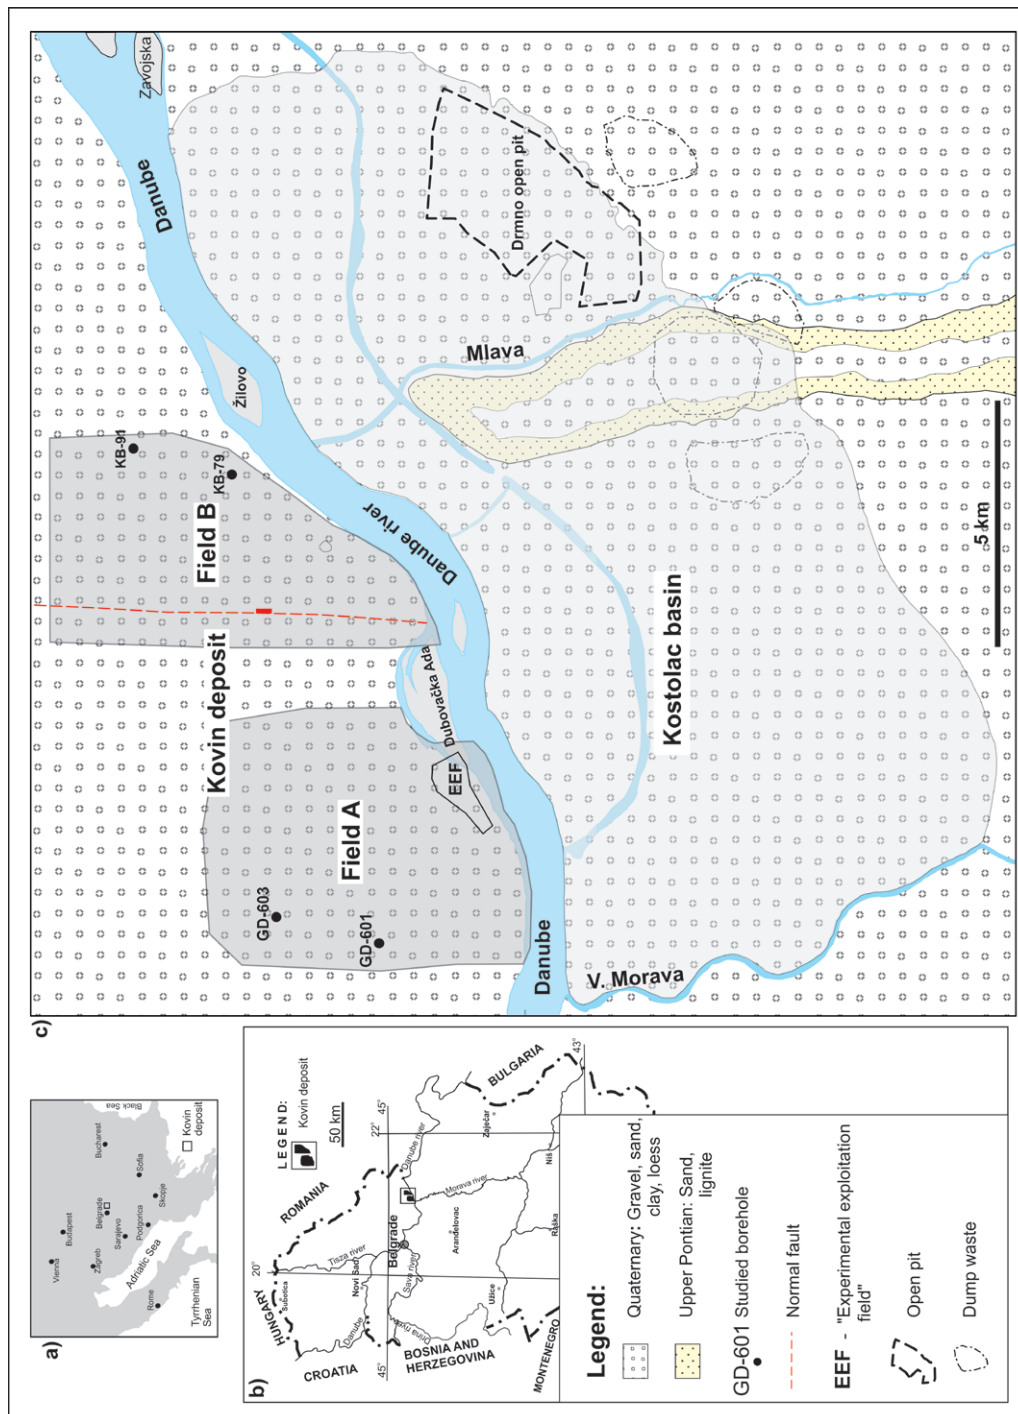 a)
Vienna
Budapest
Zagreb
Belgrade
Sarajevo
Bucharest
Black Sea
Podgorica
Sofia
Skopje
Rome
Adriatic Sea
Tyrrhenian
Sea
Kovin
deposit
b)
LEGEND:
Kovin deposit
50 km
HUNGARY
ROMANIA
BULGARIA
CROATIA
BOSNIA AND
HERZEGOVINA
MONTENEGRO
20°
22°
45°
45°
43°
Subotica
Novi Sad
Belgrade
Aranđelovac
Užice
Raška
Niš
Zaječar
Tisza river
Danube
Sava river
Drina river
Danube river
Morava river
Legend:
Quaternary: Gravel, sand,
clay, loess
Upper Pontian: Sand,
lignite
GD-601 Studied borehole
Normal fault
EEF - "Experimental exploitation
field"
Open pit
Dump waste
c)
Kovin deposit
Field A
Field B
GD-603
GD-601
KB-91
KB-79
EEF
Dubovačka Ada
Žilovo
Zavojska
Danube
Danube river
Danube
V. Morava
Mlava
Drmno open pit
Kostolac basin
5 km